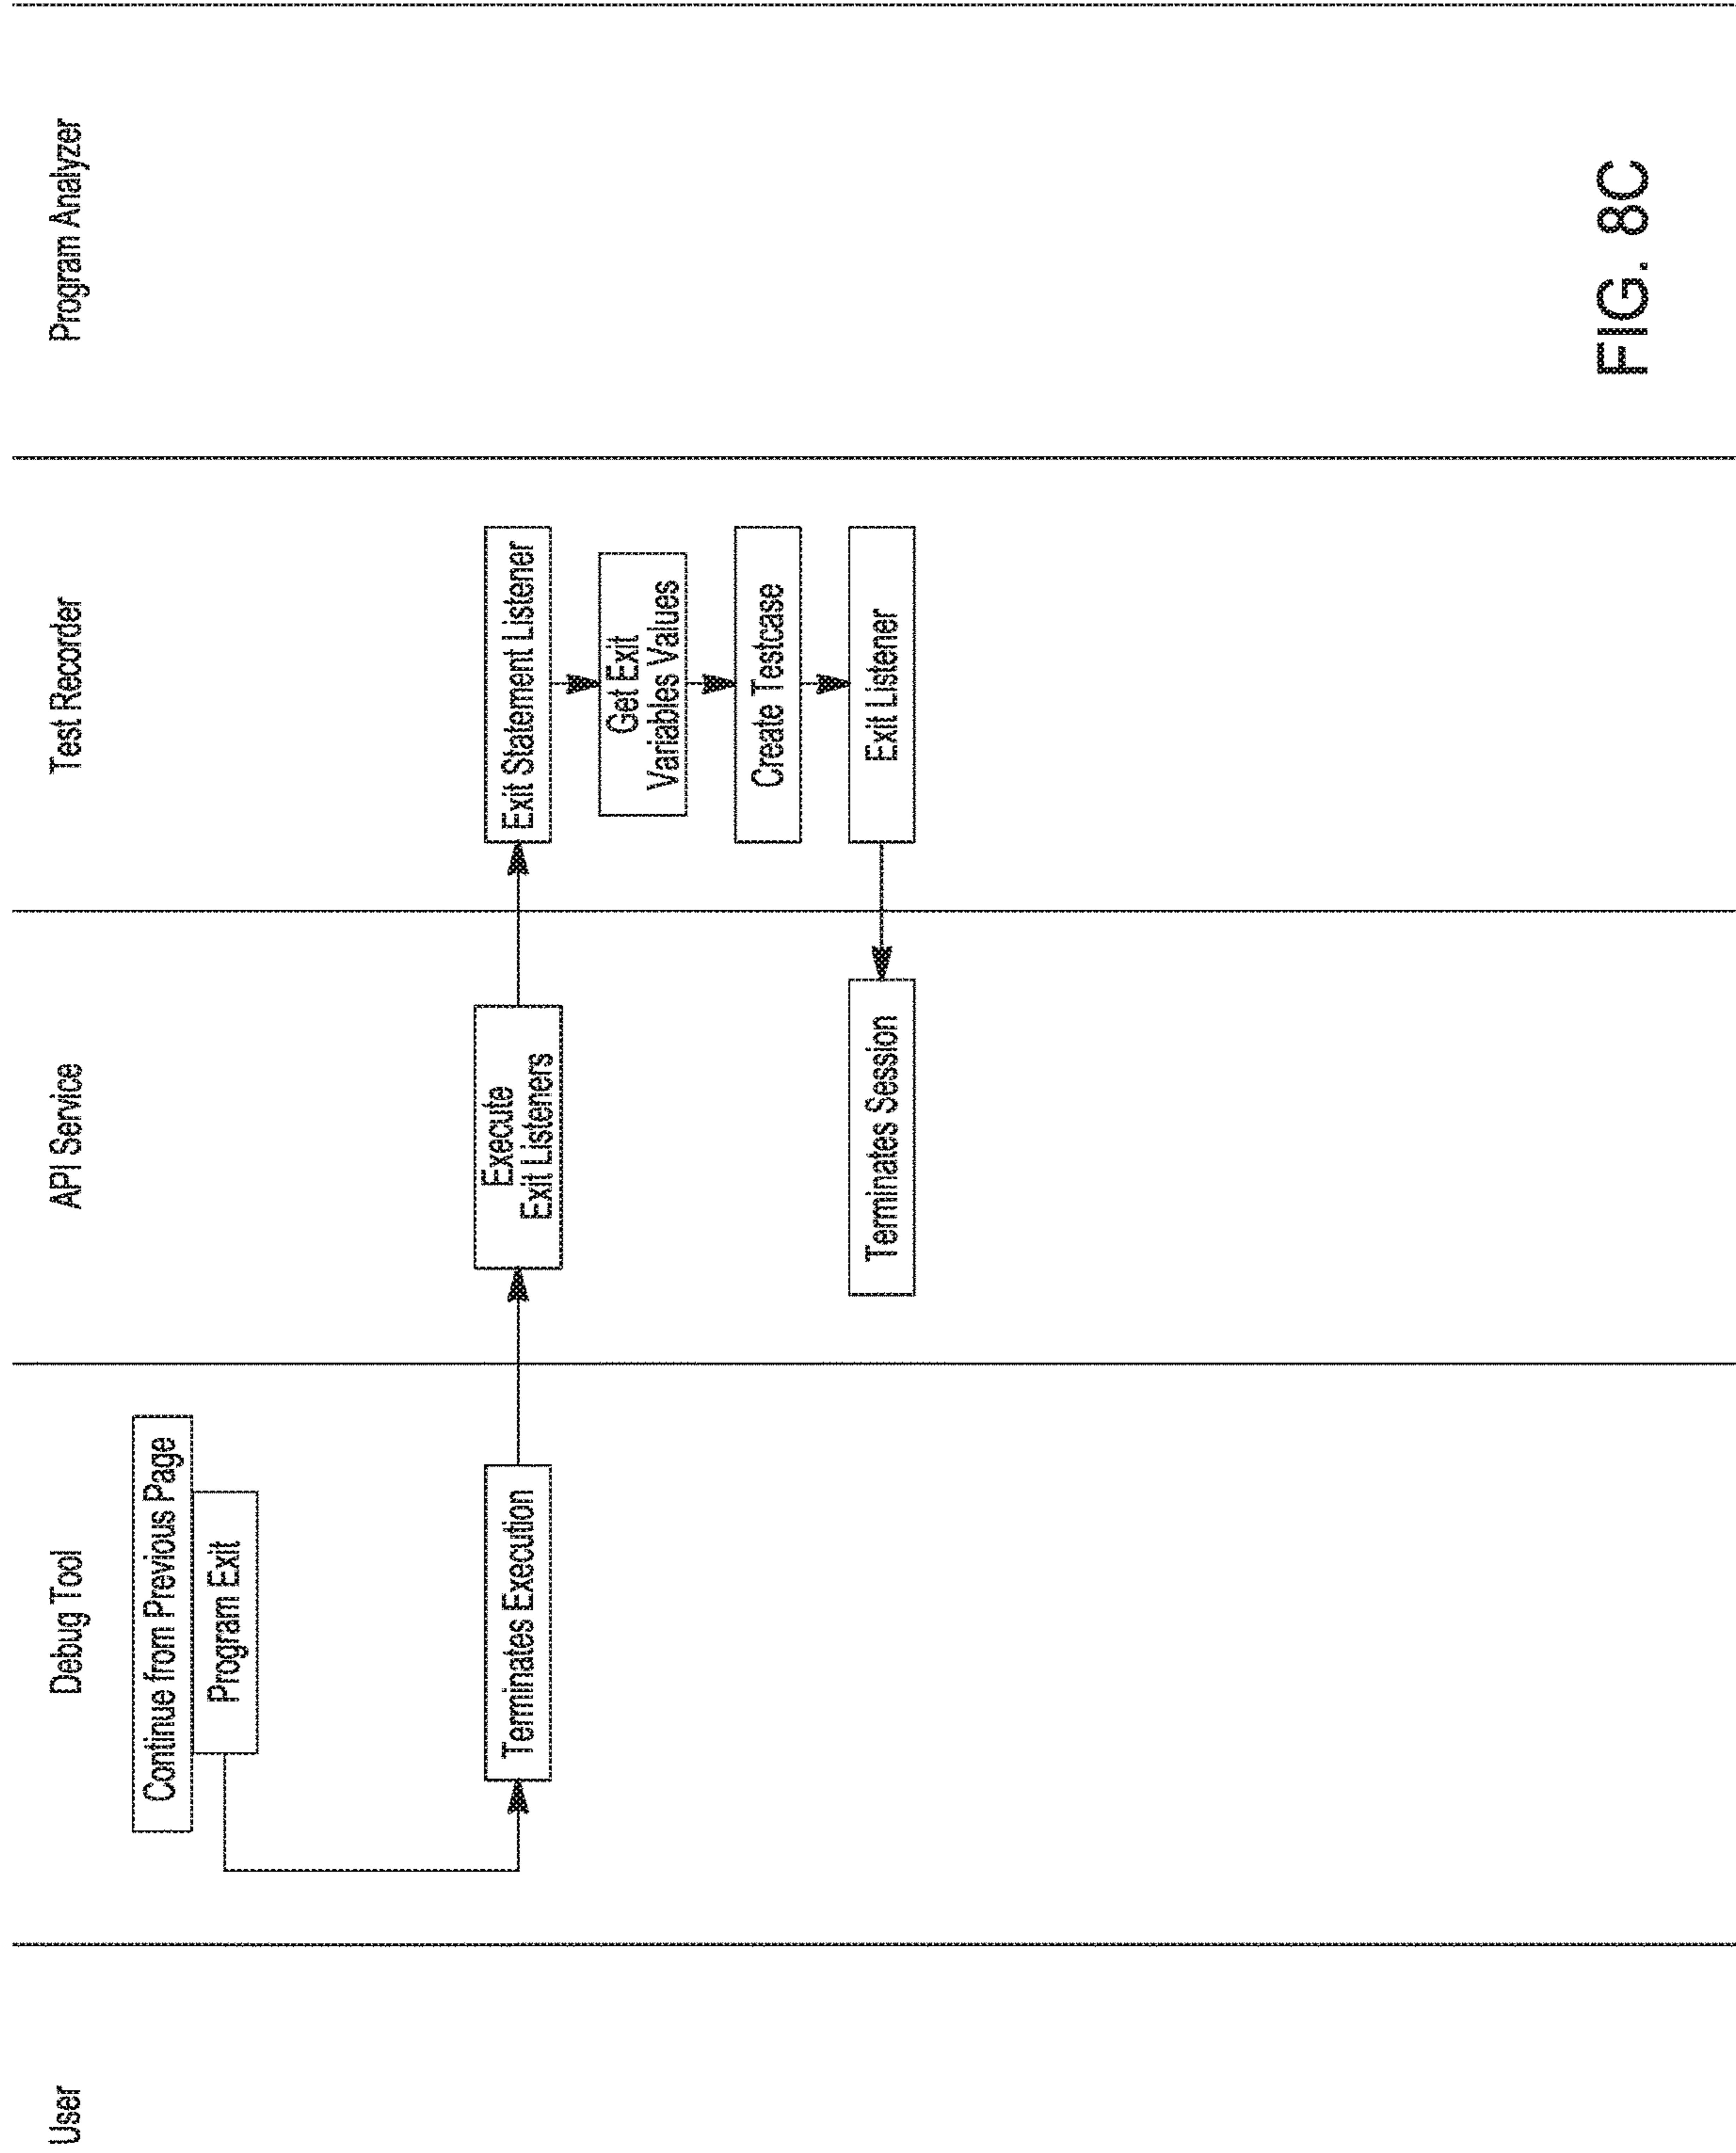 User
Debug Tool
API Service
Test Recorder
Program Analyzer
Continue from Previous Page
Program Exit
Terminates Execution
Execute
Exit Listeners
Exit Statement Listener
Get Exit
Variables Values
Create Testcase
Terminates Session
Exit Listener
FIG. 8C